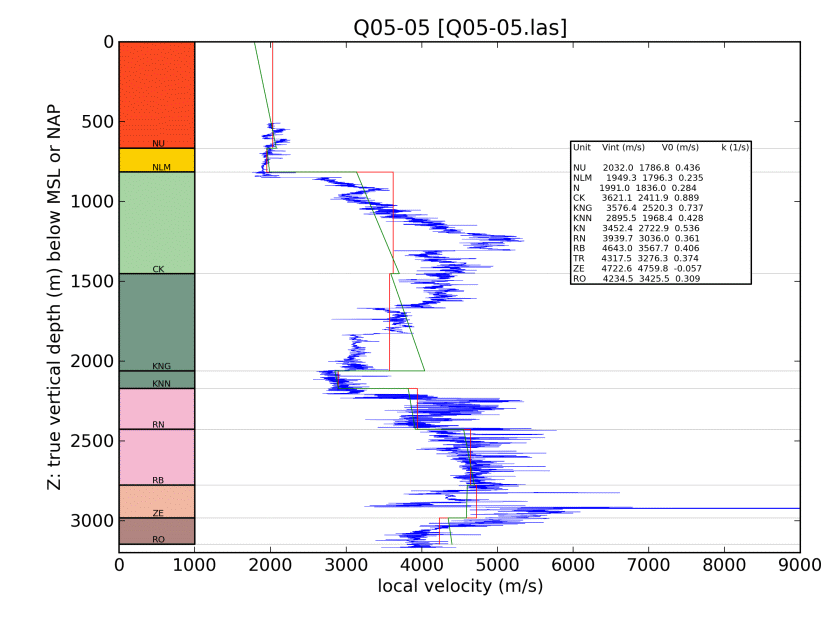 Q05-05 [Q05-05.las]
Z: true vertical depth (m) below MSL or NAP
0
500
1000
1500
2000
2500
3000
NU
NLM
CK
KNG
KNN
RN
RB
ZE
RO
Unit Vint (m/s) V0 (m/s) k (1/s)
NU 2032.0 1786.8 0.436
NLM 1949.3 1796.3 0.235
N 1991.0 1836.0 0.284
CK 3621.1 2411.9 0.889
KNG 3576.4 2520.3 0.737
KNN 2895.5 1968.4 0.428
KN 3452.4 2722.9 0.536
RN 3939.7 3036.0 0.361
RB 4643.0 3567.7 0.406
TR 4317.5 3276.3 0.374
ZE 4722.6 4759.8 -0.057
RO 4234.5 3425.5 0.309
0 1000 2000 3000 4000 5000 6000 7000 8000 9000
local velocity (m/s)